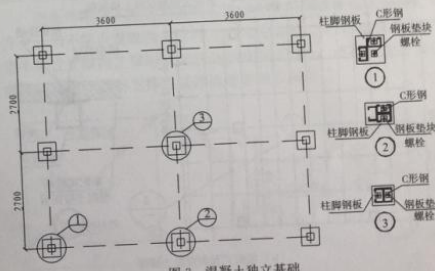 3600
3600
2700
2700
③
①
②
C形钢
柱脚钢板
钢板垫块
螺栓
①
C形钢
柱脚钢板
钢板垫块
螺栓
②
C形钢
柱脚钢板
钢板垫块
螺栓
③
混凝土独立基础